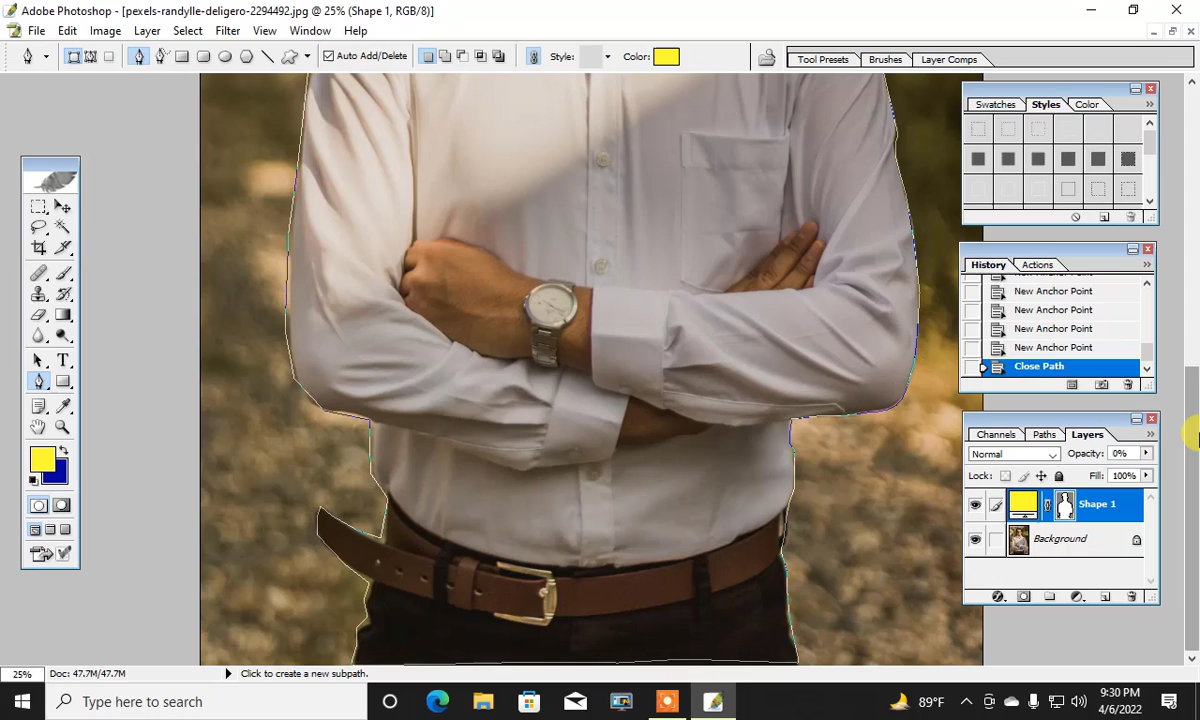 Adobe Photoshop - [pexels-randylle-deligero-2294492.jpg @ 25% (Shape 1, RGB/8)]
File Edit Image Layer Select Filter View Window Help
Auto Add/Delete Style: Color: Tool Presets Brushes Layer Comps
Swatches Styles Color
History Actions
New Anchor Point
New Anchor Point
New Anchor Point
New Anchor Point
Close Path
Channels Paths Layers
Normal Opacity: 0%
Lock: Fill: 100%
Shape 1
Background
25% Doc: 47.7M/47.7M Click to create a new subpath.
Type here to search
89°F
9:30 PM
4/6/2022